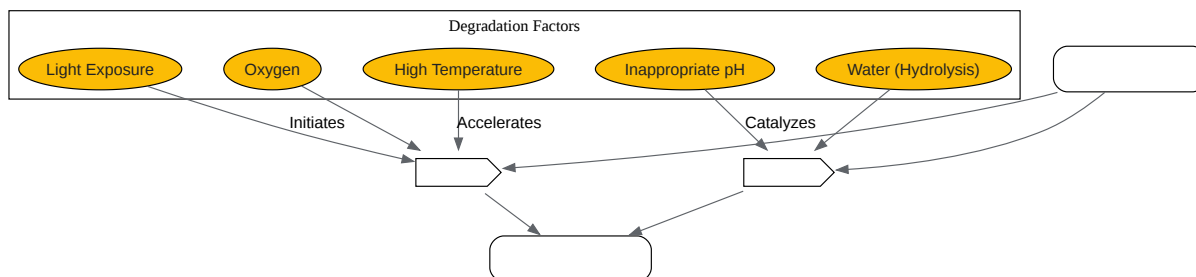 Degradation Factors
Light Exposure
Oxygen
High Temperature
Inappropriate pH
Water (Hydrolysis)
Initiates
Accelerates
Catalyzes